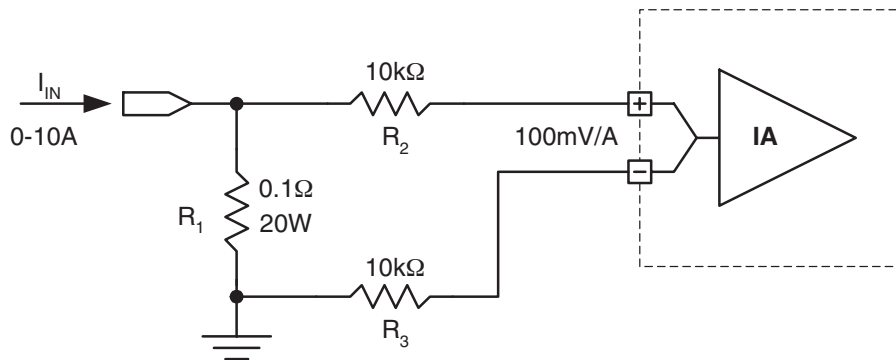 I_IN
0-10A
10kΩ
R_2
100mV/A
+
−
IA
R_1
0.1Ω
20W
10kΩ
R_3